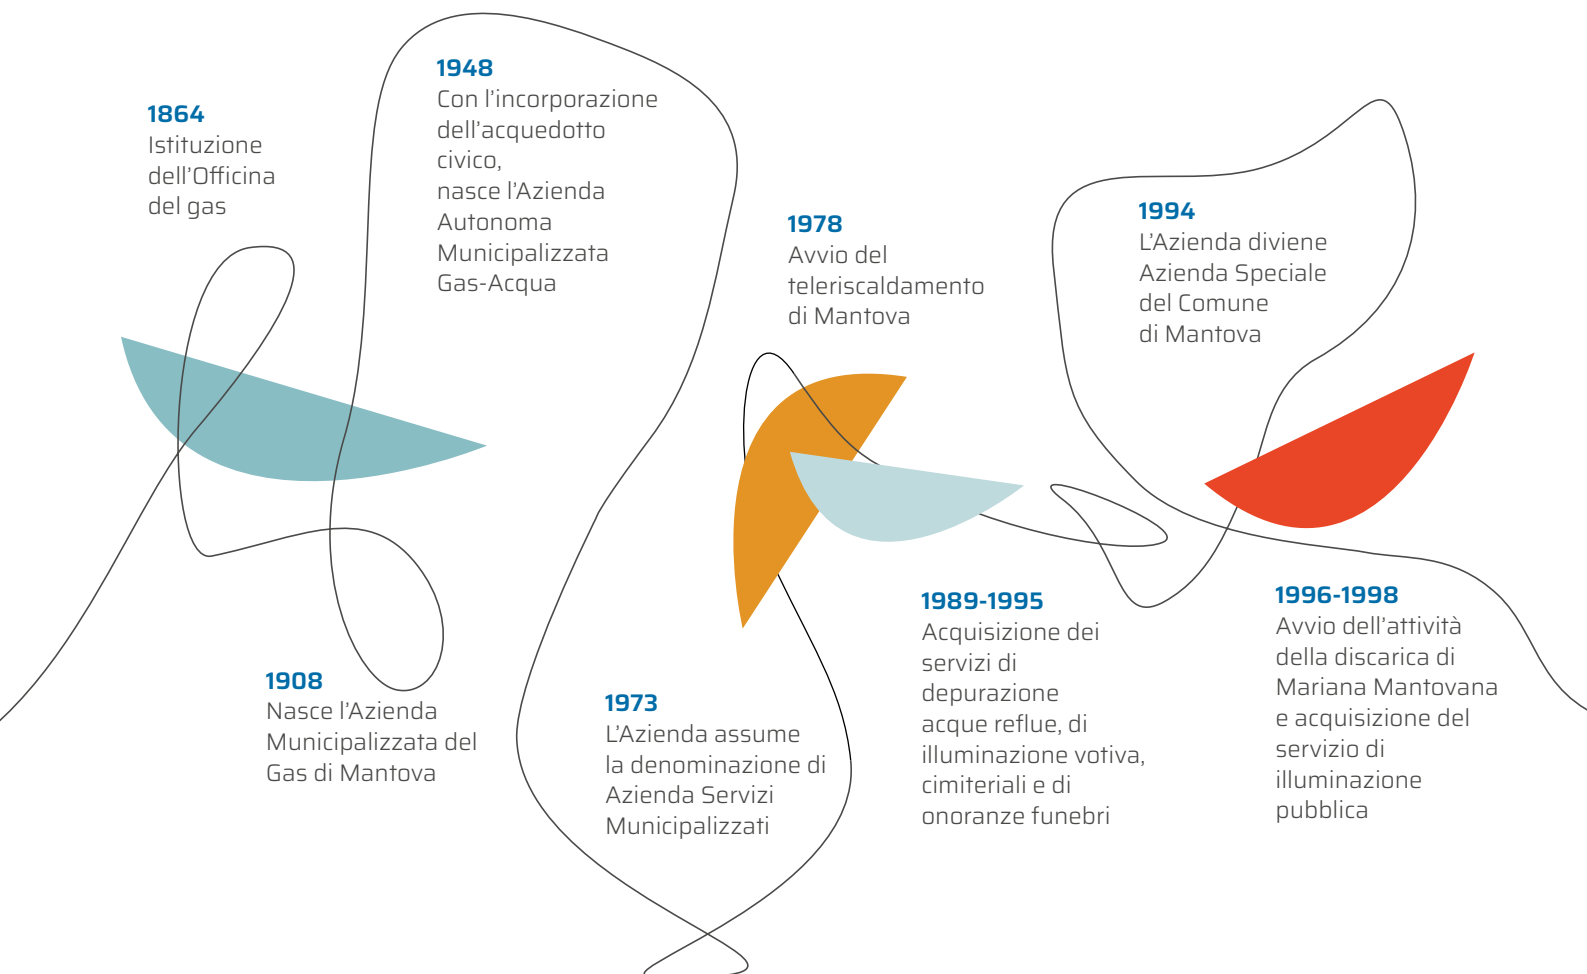 1864
Istituzione
dell'Officina
del gas
1908
Nasce l'Azienda
Municipalizzata del
Gas di Mantova
1948
Con l'incorporazione
dell'acquedotto
civico,
nasce l'Azienda
Autonoma
Municipalizzata
Gas-Acqua
1973
L'Azienda assume
la denominazione di
Azienda Servizi
Municipalizzati
1978
Avvio del
teleriscaldamento
di Mantova
1989-1995
Acquisizione dei
servizi di
depurazione
acque reflue, di
illuminazione votiva,
cimiteriali e di
onoranze funebri
1994
L'Azienda diviene
Azienda Speciale
del Comune
di Mantova
1996-1998
Avvio dell'attività
della discarica di
Mariana Mantovana
e acquisizione del
servizio di
illuminazione
pubblica